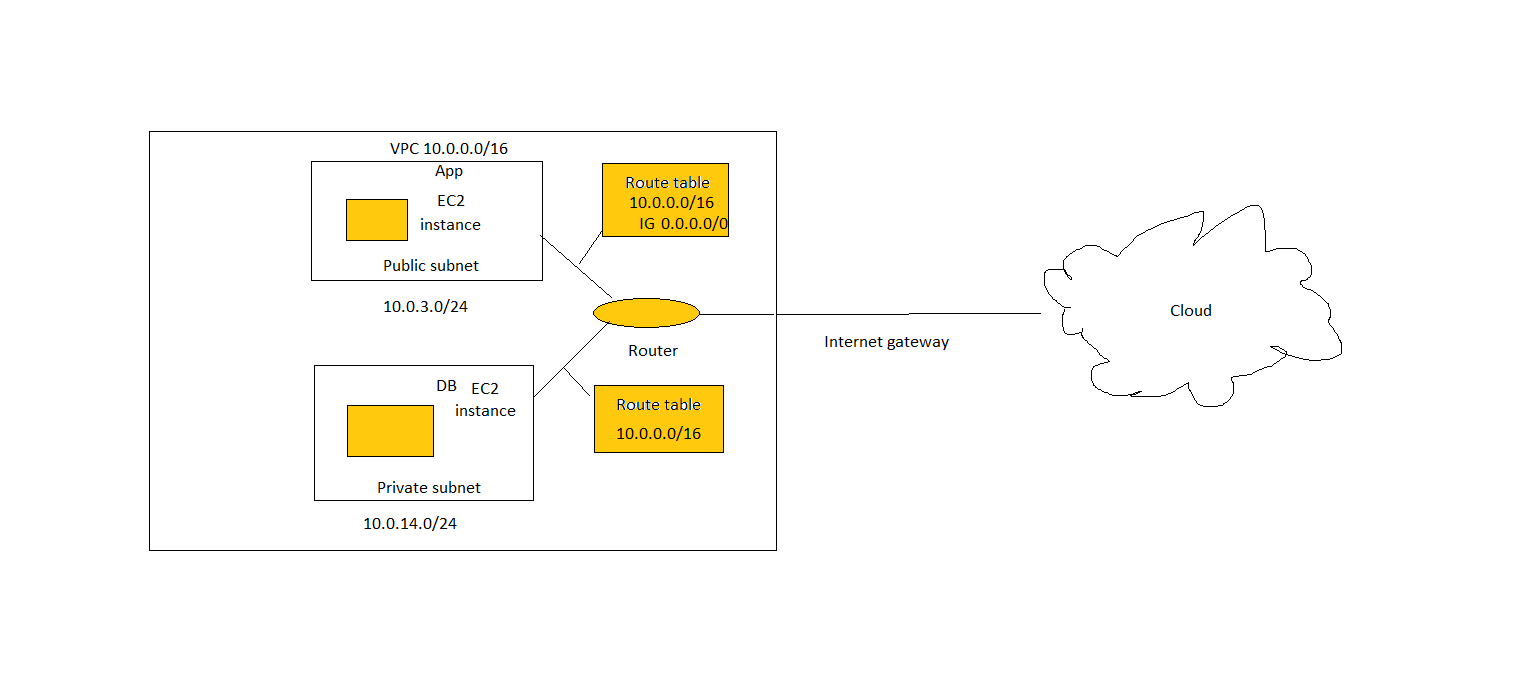 VPC 10.0.0.0/16
App
EC2
instance
Public subnet
10.0.3.0/24
Route table
10.0.0.0/16
IG 0.0.0.0/0
Router
Internet gateway
Cloud
DB EC2
instance
Private subnet
10.0.14.0/24
Route table
10.0.0.0/16